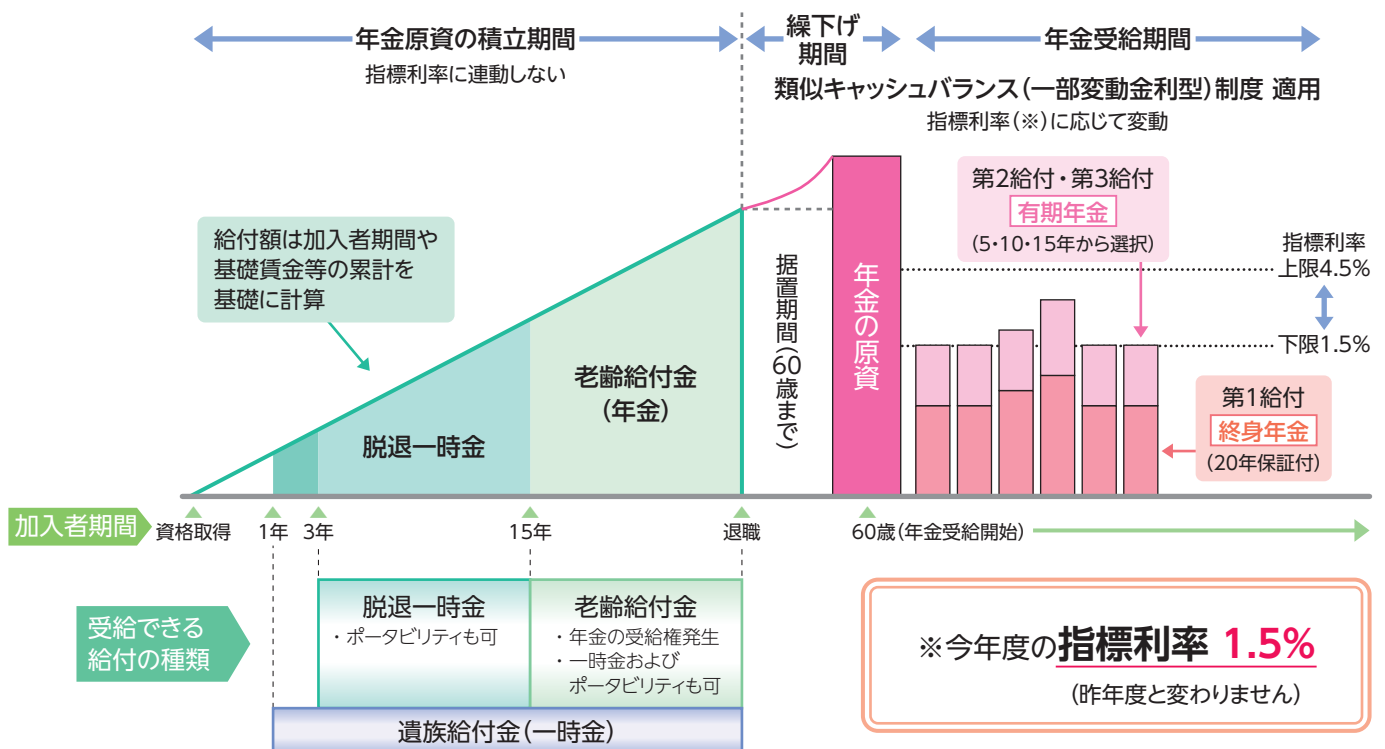 年金原資の積立期間
指標利率に連動しない
繰下げ
期間
年金受給期間
類似キャッシュバランス(一部変動金利型)制度 適用
指標利率(※)に応じて変動
給付額は加入者期間や
基礎賃金等の累計を
基礎に計算
脱退一時金
老齢給付金
(年金)
据置期間(60歳まで)
年金の原資
第2給付・第3給付
有期年金
(5・10・15年から選択)
指標利率
上限4.5%
下限1.5%
第1給付
終身年金
(20年保証付)
加入者期間
資格取得
1年
3年
15年
退職
60歳(年金受給開始)
受給できる
給付の種類
脱退一時金
・ポータビリティも可
老齢給付金
・年金の受給権発生
・一時金および
ポータビリティも可
遺族給付金(一時金)
※今年度の指標利率 1.5%
(昨年度と変わりません)